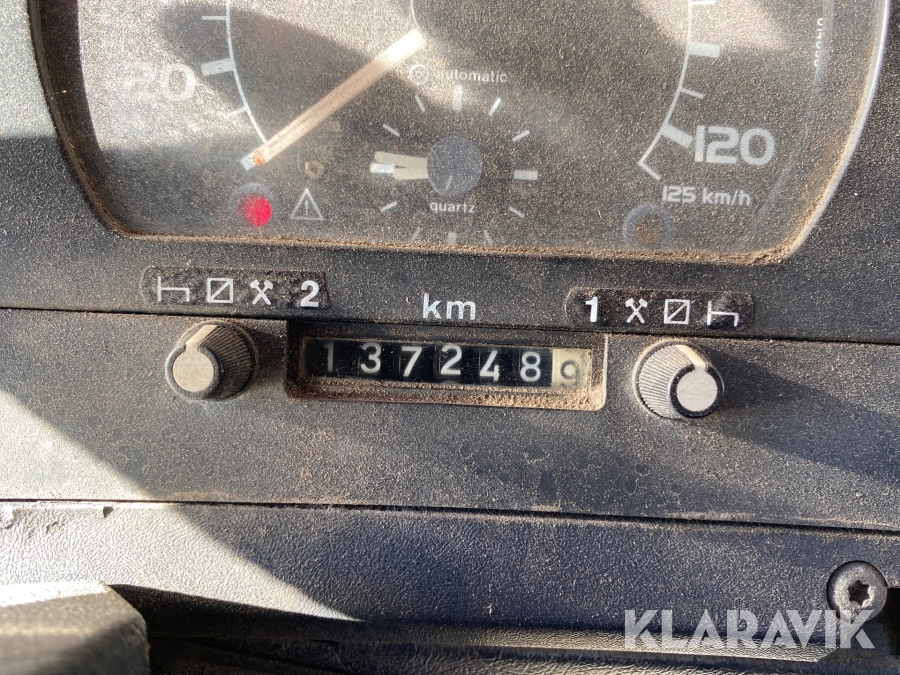 automatic
20
120
125 km/h
quartz
2
km
1
1372489
KLARAVIK